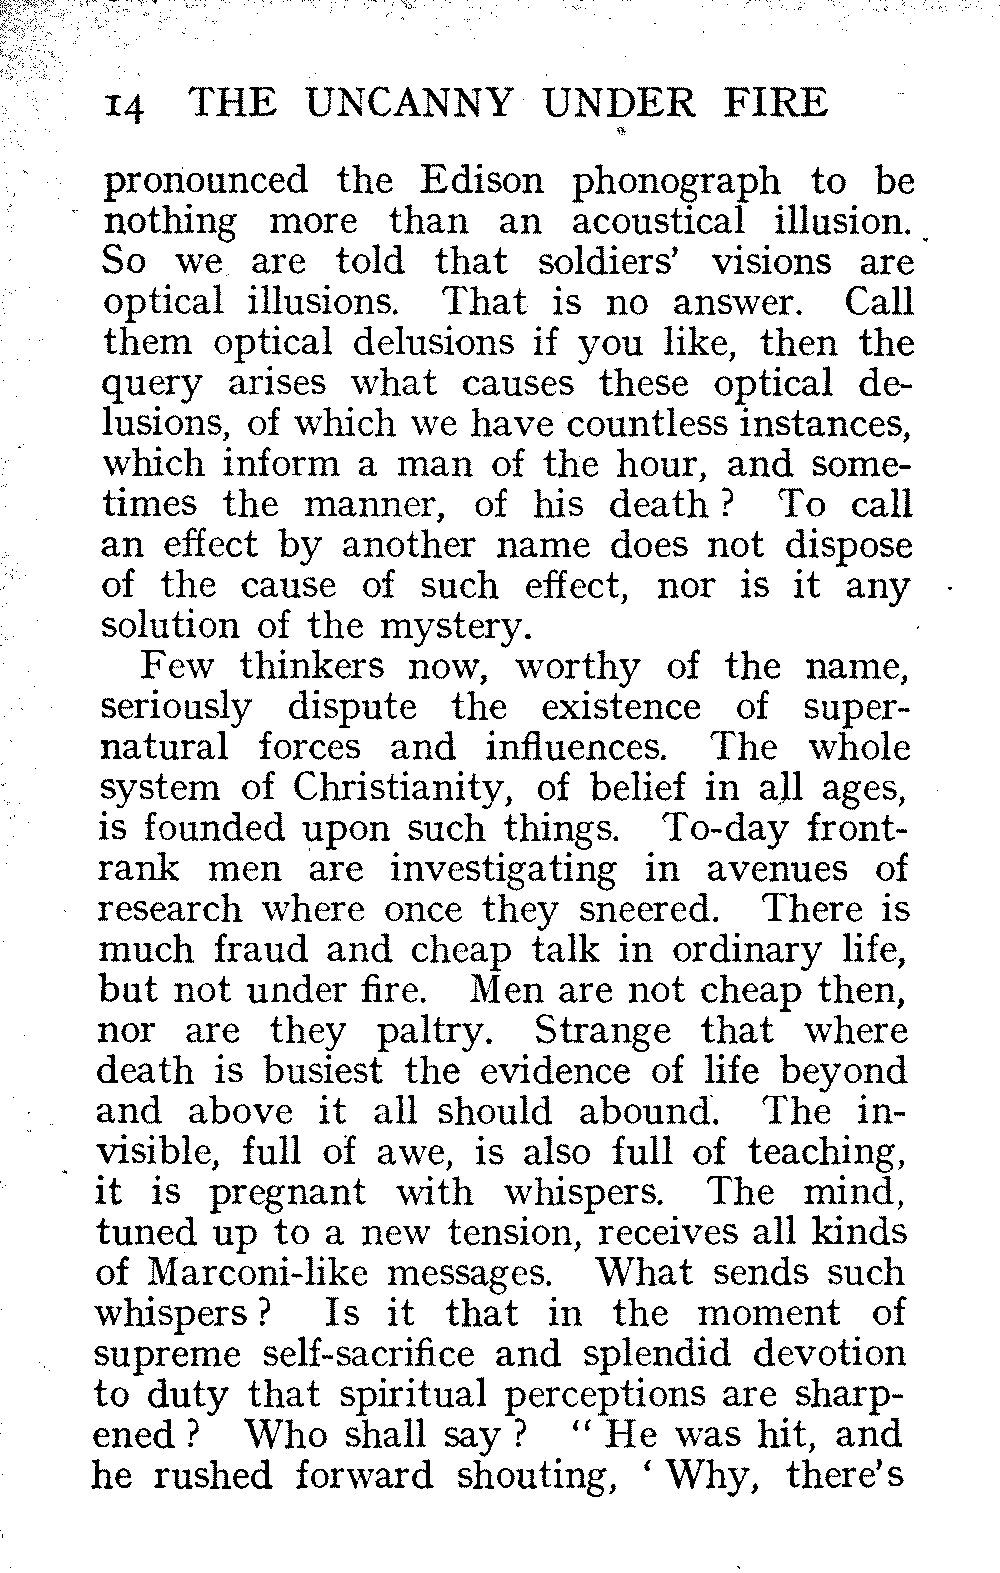 14 THE UNCANNY UNDER FIRE
pronounced the Edison phonograph to be
nothing more than an acoustical illusion.
So we are told that soldiers' visions are
optical illusions. That is no answer. Call
them optical delusions if you like, then the
query arises what causes these optical de-
lusions, of which we have countless instances,
which inform a man of the hour, and some-
times the manner, of his death ? To call
an effect by another name does not dispose
of the cause of such effect, nor is it any
solution of the mystery.
Few thinkers now, worthy of the name,
seriously dispute the existence of super-
natural forces and influences. The whole
system of Christianity, of belief in all ages,
is founded upon such things. To-day front-
rank men are investigating in avenues of
research where once they sneered. There is
much fraud and cheap talk in ordinary life,
but not under fire. Men are not cheap then,
nor are they paltry. Strange that where
death is busiest the evidence of life beyond
and above it all should abound. The in-
visible, full of awe, is also full of teaching,
it is pregnant with whispers. The mind,
tuned up to a new tension, receives all kinds
of Marconi-like messages. What sends such
whispers ? Is it that in the moment of
supreme self-sacrifice and splendid devotion
to duty that spiritual perceptions are sharp-
ened ? Who shall say ? " He was hit, and
he rushed forward shouting, ' Why, there's